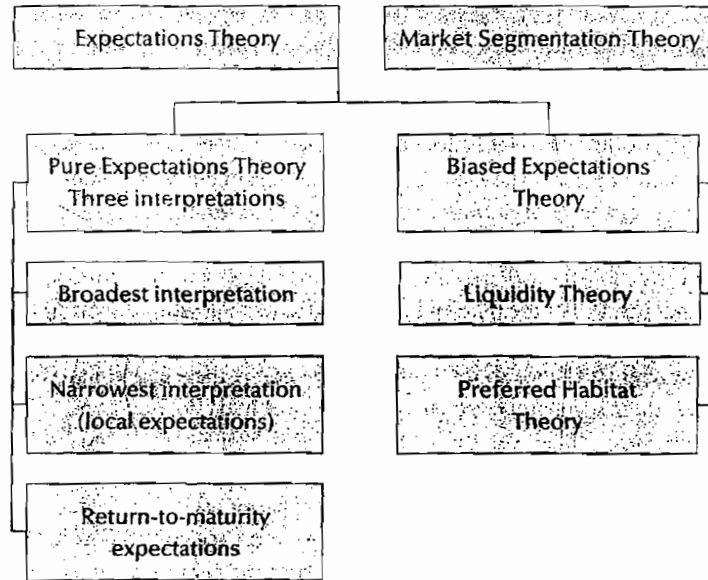 Expectations Theory
Market Segmentation Theory
Pure Expectations Theory
Three interpretations
Biased Expectations
Theory
Broadest interpretation
Liquidity Theory
Narrowest interpretation
(local expectations)
Preferred Habitat
Theory
Return-to-maturity
expectations